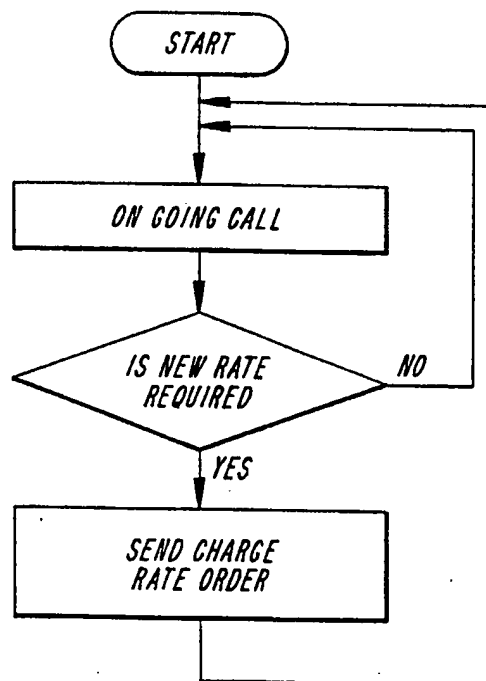 START
ON GOING CALL
IS NEW RATE
REQUIRED
NO
YES
SEND CHARGE
RATE ORDER